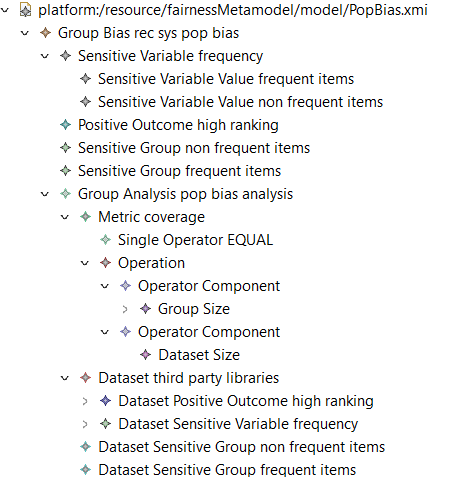 platform:/resource/fairnessMetamodel/model/PopBias.xmi
Group Bias rec sys pop bias
Sensitive Variable frequency
Sensitive Variable Value frequent items
Sensitive Variable Value non frequent items
Positive Outcome high ranking
Sensitive Group non frequent items
Sensitive Group frequent items
Group Analysis pop bias analysis
Metric coverage
Single Operator EQUAL
Operation
Operator Component
Group Size
Operator Component
Dataset Size
Dataset third party libraries
Dataset Positive Outcome high ranking
Dataset Sensitive Variable frequency
Dataset Sensitive Group non frequent items
Dataset Sensitive Group frequent items